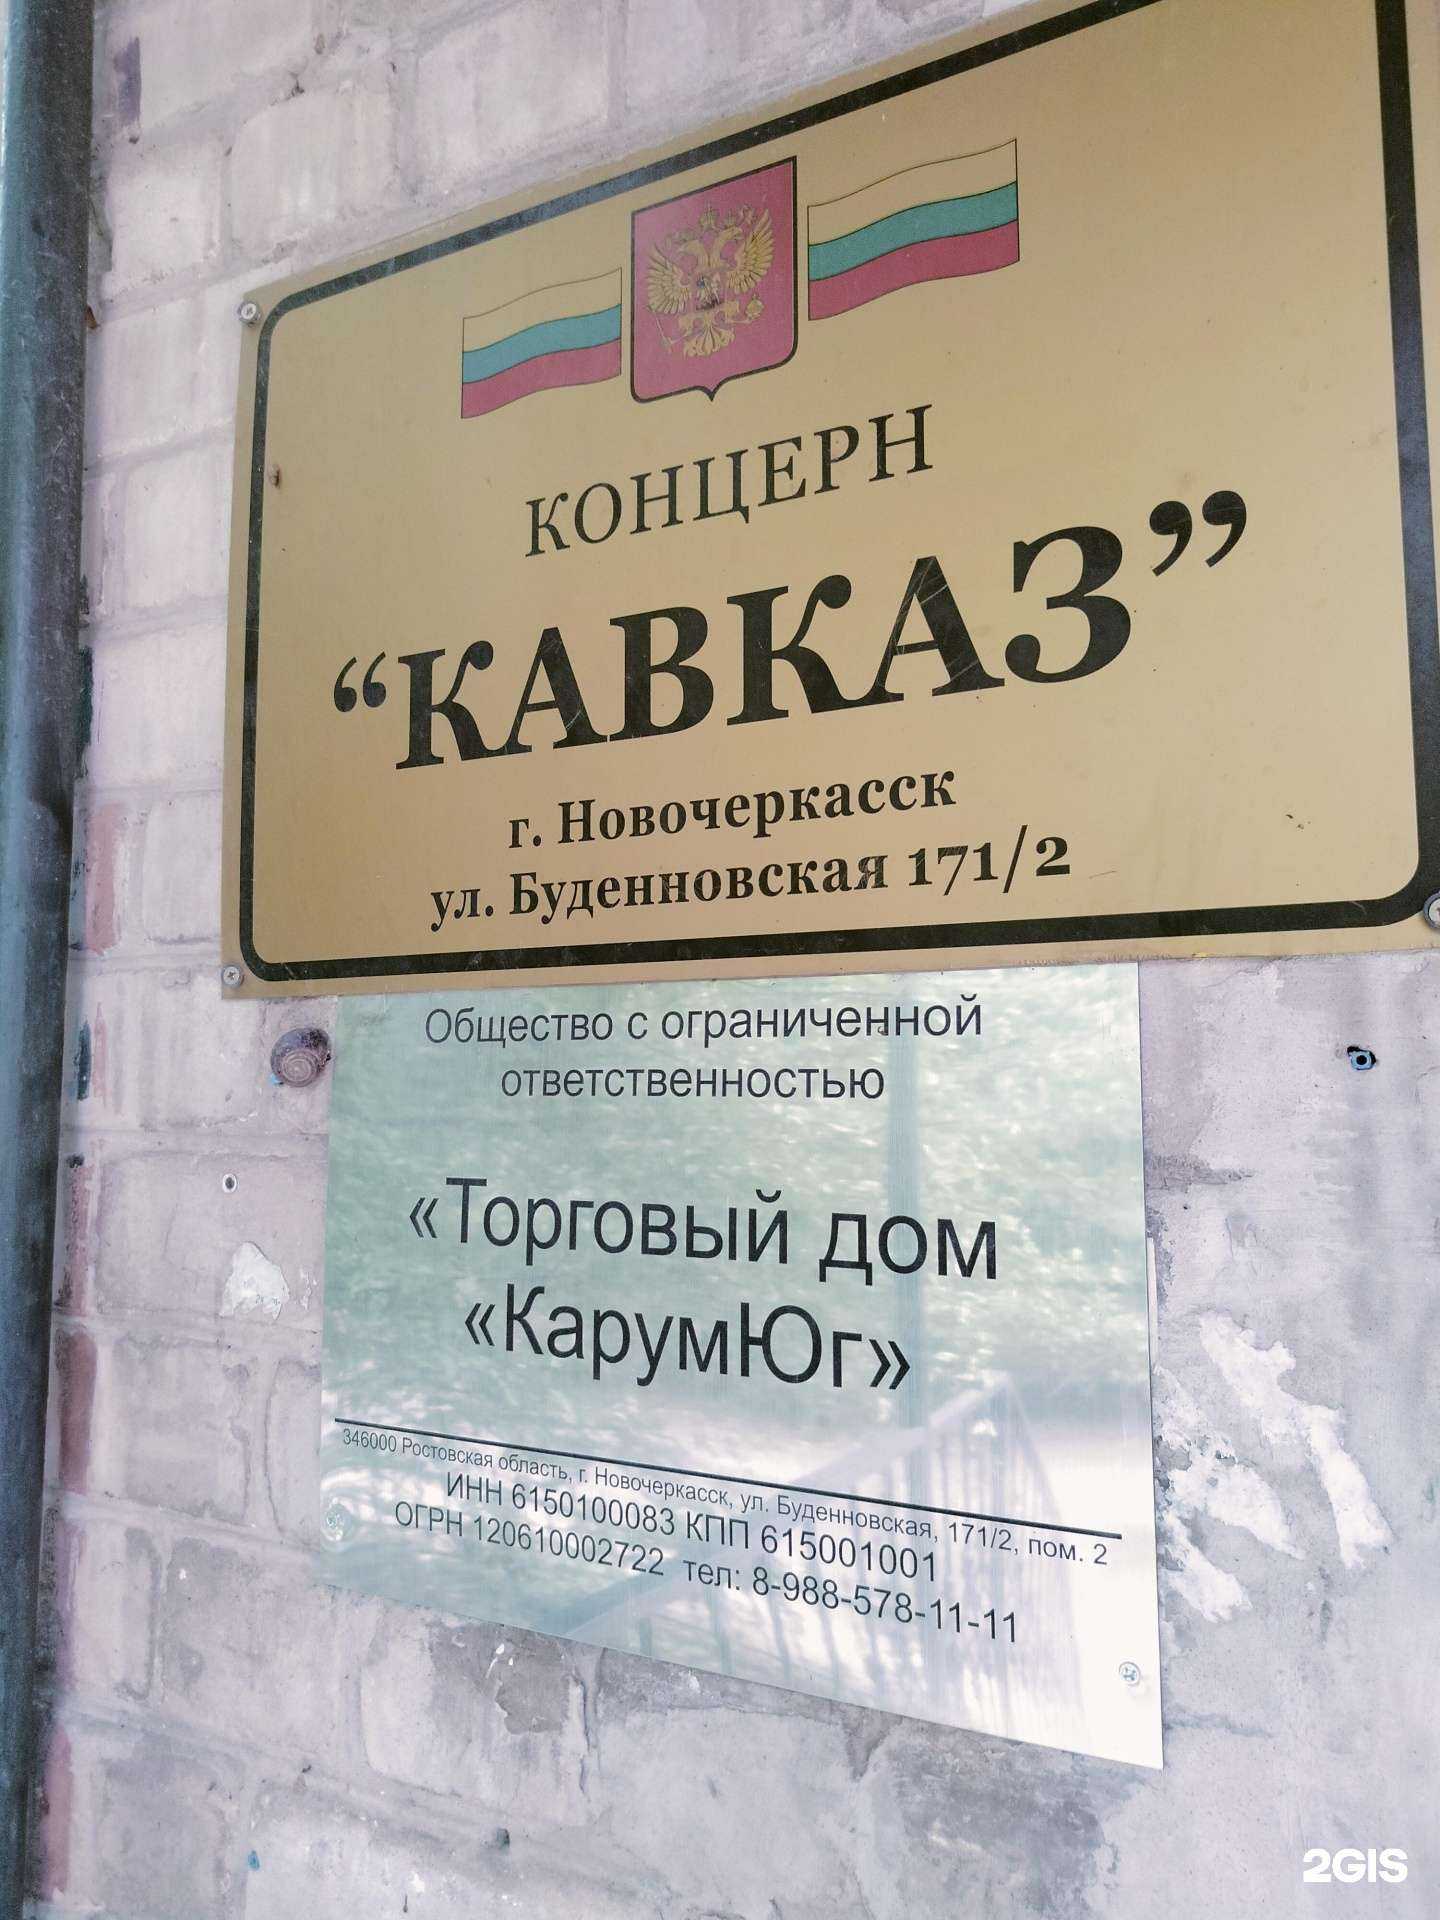 КОНЦЕРН
“КАВКАЗ”
г. Новочеркасск
ул. Буденновская 171/2
Общество с ограниченной
ответственностью
«Торговый дом
«КарумЮг»
346000 Ростовская область, г. Новочеркасск, ул. Буденновская, 171/2, пом. 2
ИНН 6150100083 КПП 615001001
ОГРН 120610002722 тел: 8-988-578-11-11
2GIS